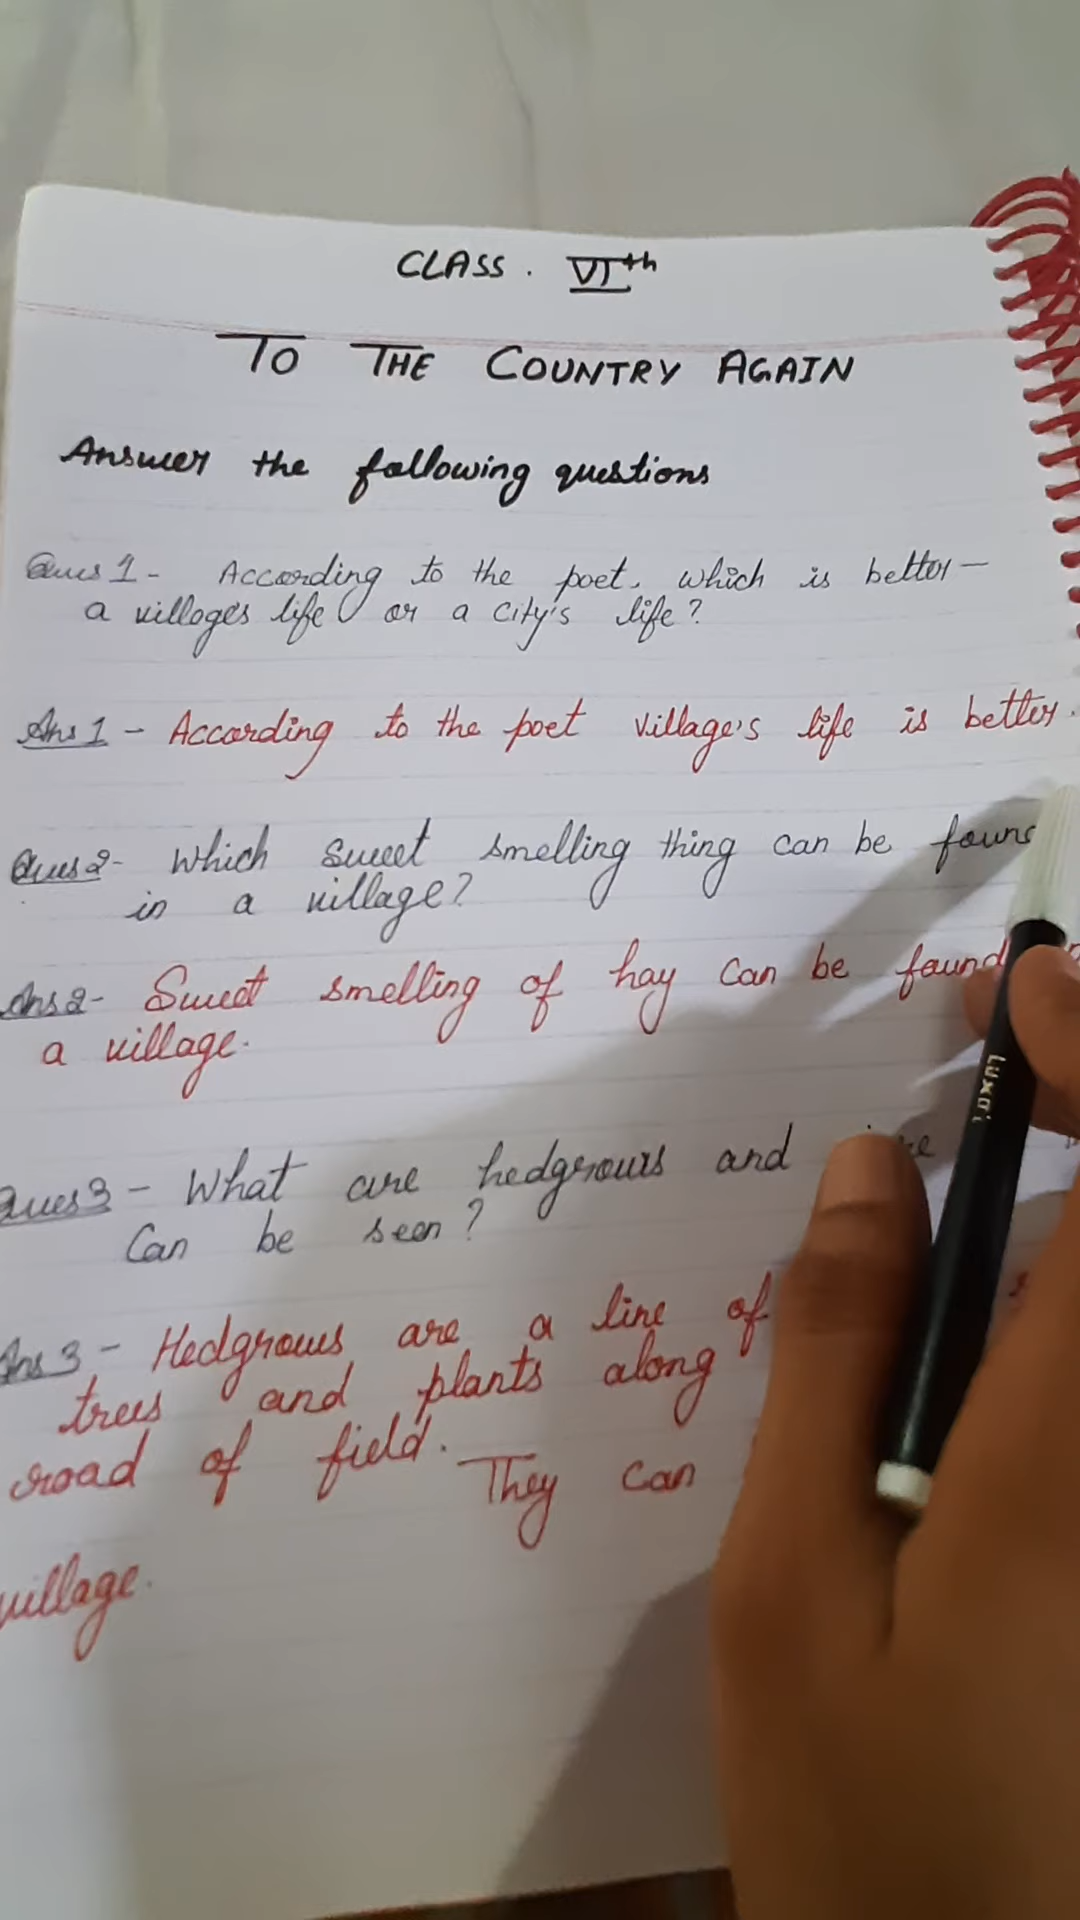 CLASS. VIth
TO THE COUNTRY AGAIN
Answer the following questions
Ques 1- According to the poet, which is better-
a village's life or a city's life?
Ans 1 - According to the poet village's life is better.
Ques 2- Which sweet smelling thing can be found
in a village?
Ans 2- Sweet smelling of hay can be found
a village.
Ques 3 - What are hedgrows and
Can be seen?
Ans 3 - Hedgrows are a line of
trees and plants along
road of field. They can
village.
Luxor